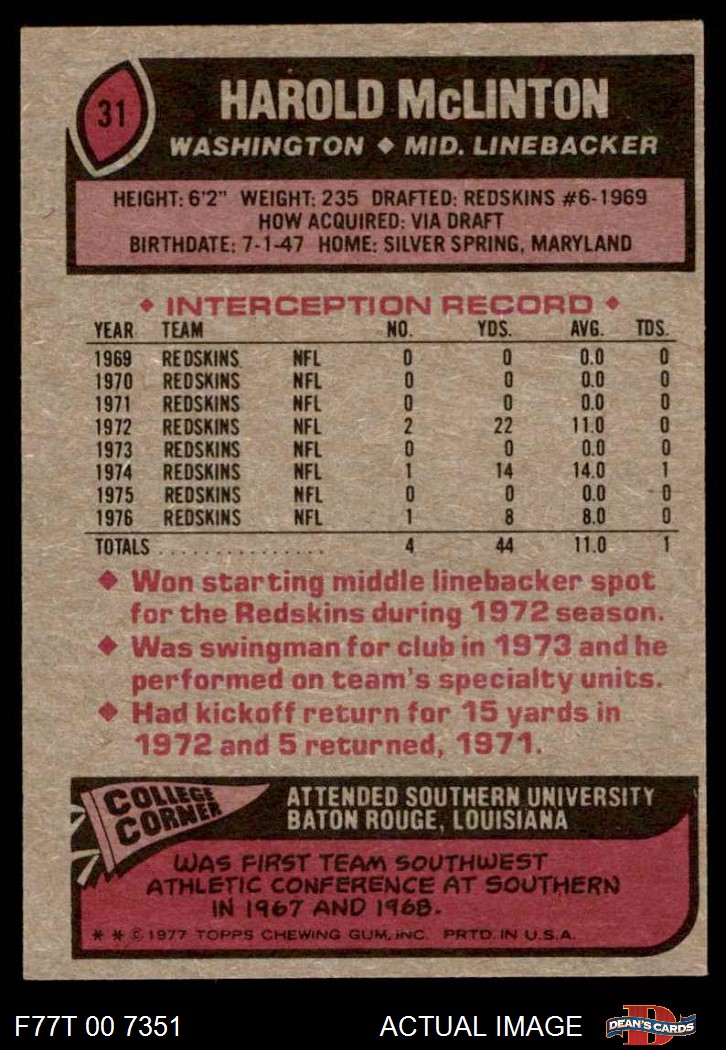 31
HAROLD McLINTON
WASHINGTON ◆ MID. LINEBACKER
HEIGHT: 6'2" WEIGHT: 235 DRAFTED: REDSKINS #6-1969
HOW ACQUIRED: VIA DRAFT
BIRTHDATE: 7-1-47 HOME: SILVER SPRING, MARYLAND
◆ INTERCEPTION RECORD ◆
YEAR TEAM NO. YDS. AVG. TDS.
1969 REDSKINS NFL 0 0 0.0 0
1970 REDSKINS NFL 0 0 0.0 0
1971 REDSKINS NFL 0 0 0.0 0
1972 REDSKINS NFL 2 22 11.0 0
1973 REDSKINS NFL 0 0 0.0 0
1974 REDSKINS NFL 1 14 14.0 1
1975 REDSKINS NFL 0 0 0.0 0
1976 REDSKINS NFL 1 8 8.0 0
TOTALS . . . . . . . . . . . . . . . . 4 44 11.0 1
◆ Won starting middle linebacker spot
for the Redskins during 1972 season.
◆ Was swingman for club in 1973 and he
performed on team's specialty units.
◆ Had kickoff return for 15 yards in
1972 and 5 returned, 1971.
COLLEGE
CORNER
ATTENDED SOUTHERN UNIVERSITY
BATON ROUGE, LOUISIANA
WAS FIRST TEAM SOUTHWEST
ATHLETIC CONFERENCE AT SOUTHERN
IN 1967 AND 1968.
* * © 1977 TOPPS CHEWING GUM, INC. PRTD. IN U.S.A.
F77T 00 7351
ACTUAL IMAGE
D
DEAN'S CARDS